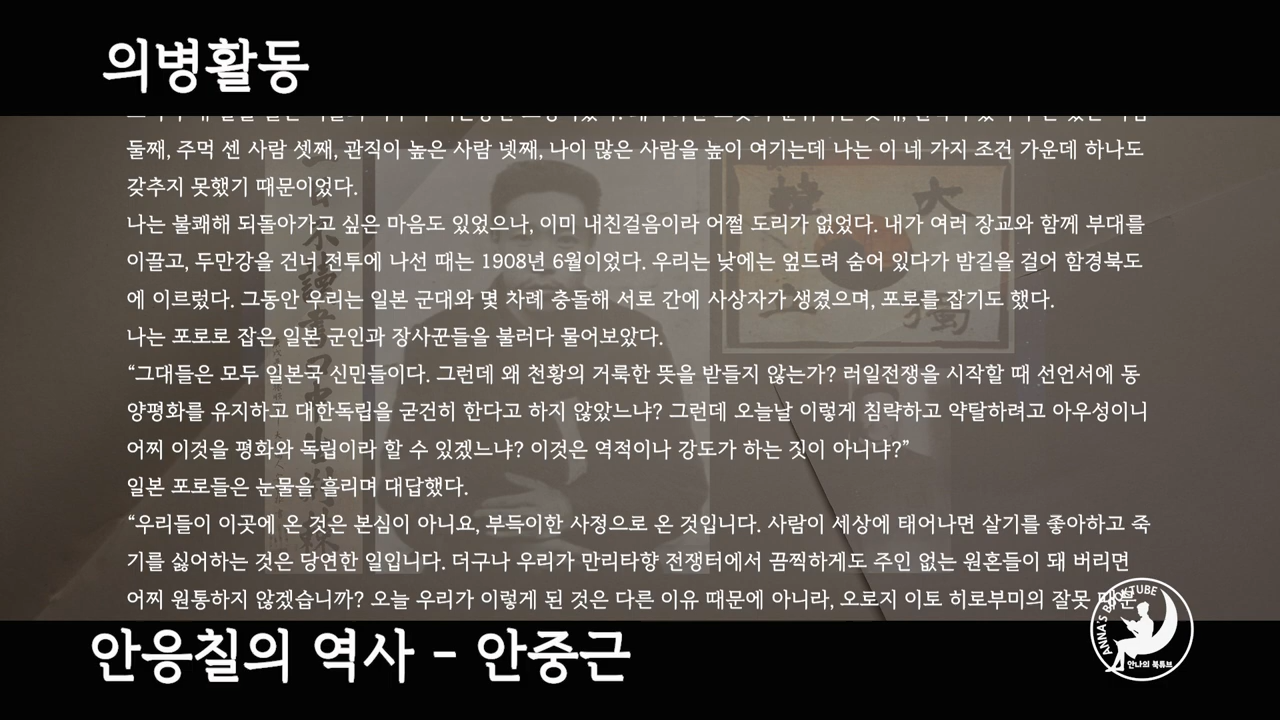 의병활동
둘째, 주먹 센 사람 셋째, 관직이 높은 사람 넷째, 나이 많은 사람을 높이 여기는데 나는 이 네 가지 조건 가운데 하나도
갖추지 못했기 때문이었다.
나는 불쾌해 되돌아가고 싶은 마음도 있었으나, 이미 내친걸음이라 어쩔 도리가 없었다. 내가 여러 장교와 함께 부대를
이끌고, 두만강을 건너 전투에 나선 때는 1908년 6월이었다. 우리는 낮에는 엎드려 숨어 있다가 밤길을 걸어 함경북도
에 이르렀다. 그동안 우리는 일본 군대와 몇 차례 충돌해 서로 간에 사상자가 생겼으며, 포로를 잡기도 했다.
나는 포로로 잡은 일본 군인과 장사꾼들을 불러다 물어보았다.
“그대들은 모두 일본국 신민들이다. 그런데 왜 천황의 거룩한 뜻을 받들지 않는가? 러일전쟁을 시작할 때 선언서에 동
양평화를 유지하고 대한독립을 굳건히 한다고 하지 않았느냐? 그런데 오늘날 이렇게 침략하고 약탈하려고 아우성이니
어찌 이것을 평화와 독립이라 할 수 있겠느냐? 이것은 역적이나 강도가 하는 짓이 아니냐?”
일본 포로들은 눈물을 흘리며 대답했다.
“우리들이 이곳에 온 것은 본심이 아니요, 부득이한 사정으로 온 것입니다. 사람이 세상에 태어나면 살기를 좋아하고 죽
기를 싫어하는 것은 당연한 일입니다. 더구나 우리가 만리타향 전쟁터에서 끔찍하게도 주인 없는 원혼들이 돼 버리면
어찌 원통하지 않겠습니까? 오늘 우리가 이렇게 된 것은 다른 이유 때문에 아니라, 오로지 이토 히로부미의 잘못
안응칠의 역사 - 안중근
ANNA'S BOOKTUBE
안나의 북튜브
大
韓
獨